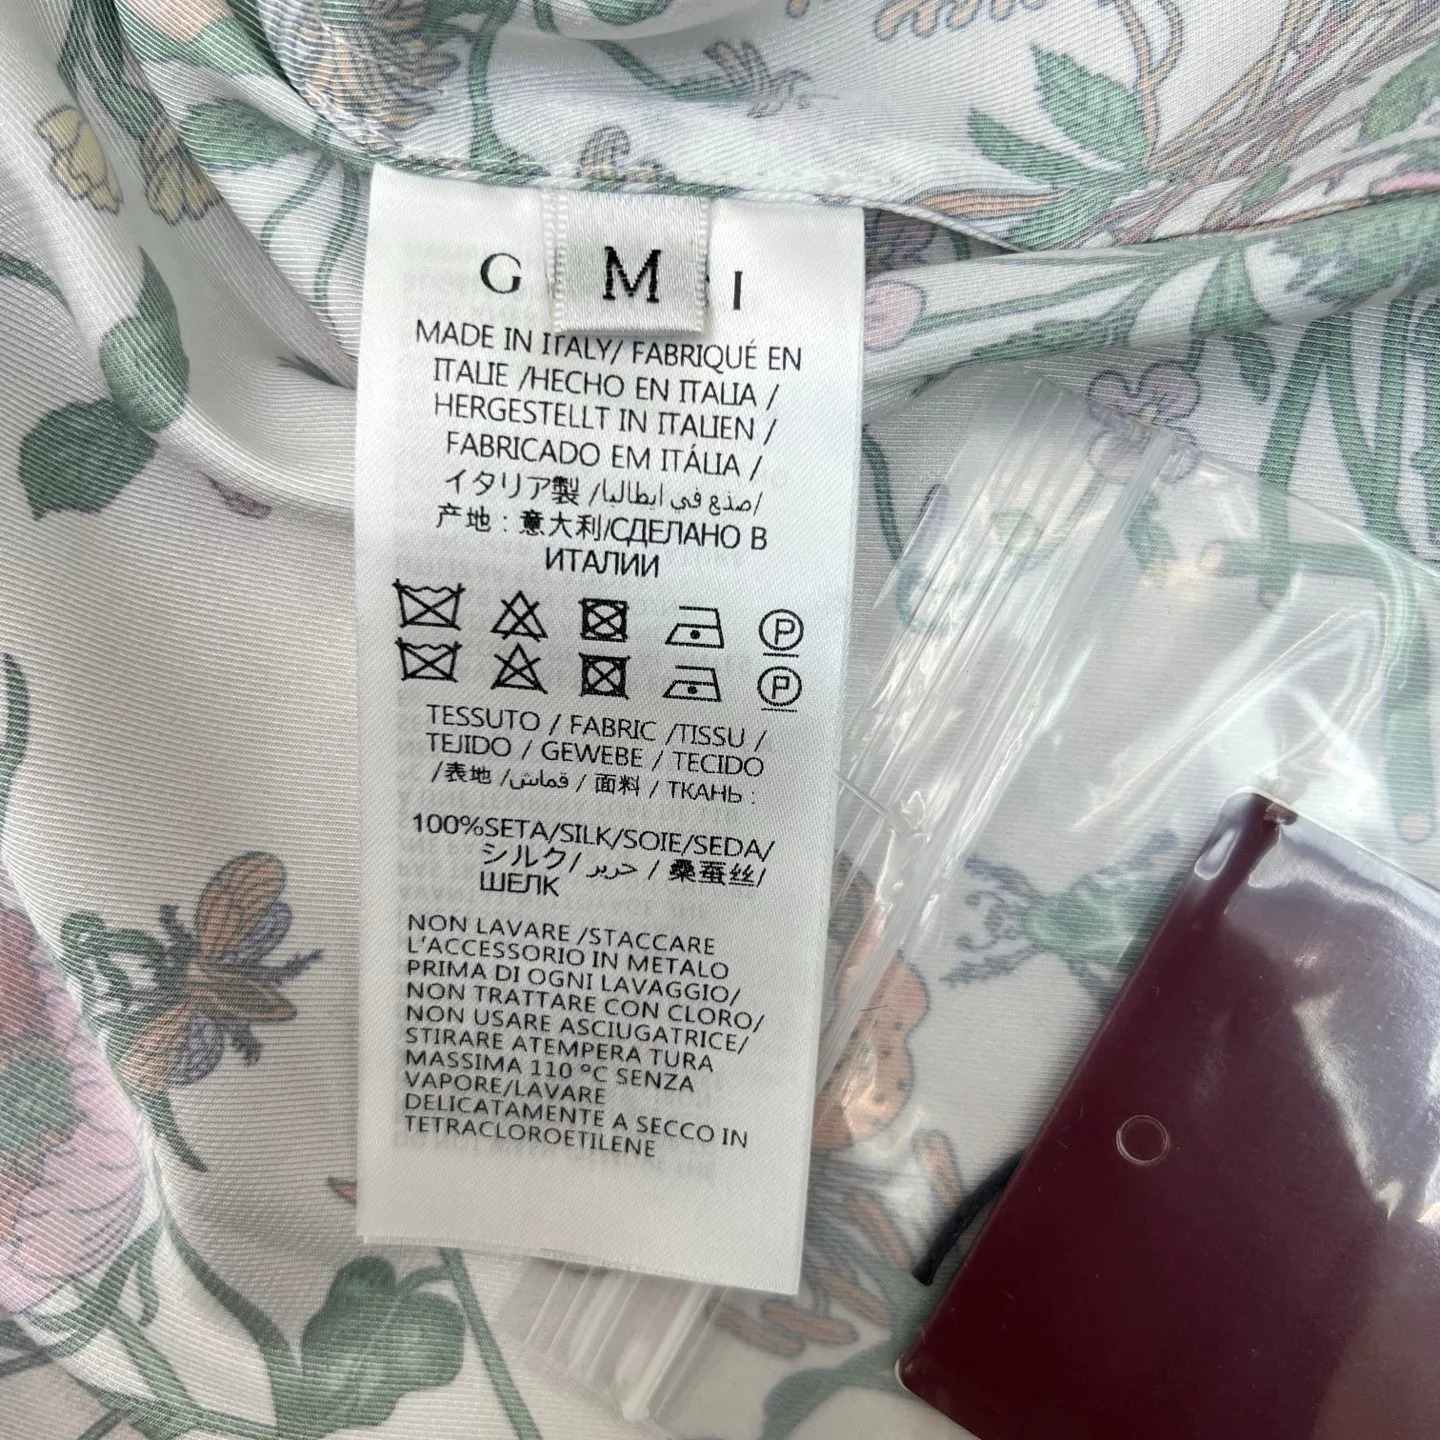 G M I
MADE IN ITALY/ FABRIQUÉ EN
ITALIE /HECHO EN ITALIA /
HERGESTELLT IN ITALIEN /
FABRICADO EM ITÁLIA /
イタリア製 /صنع في ايطاليا/
产地：意大利/СДЕЛАНО В
ИТАЛИИ
P
P
TESSUTO / FABRIC /TISSU /
TEJIDO / GEWEBE / TECIDO
/表地 /قماش / 面料 / ТКАНЬ :
100%SETA/SILK/SOIE/SEDA/
シルク/ حرير / 桑蚕丝/
ШЕЛК
NON LAVARE /STACCARE
L'ACCESSORIO IN METALO
PRIMA DI OGNI LAVAGGIO/
NON TRATTARE CON CLORO/
NON USARE ASCIUGATRICE/
STIRARE ATEMPERA TURA
MASSIMA 110 ºC SENZA
VAPORE/LAVARE
DELICATAMENTE A SECCO IN
TETRACLOROETILENE